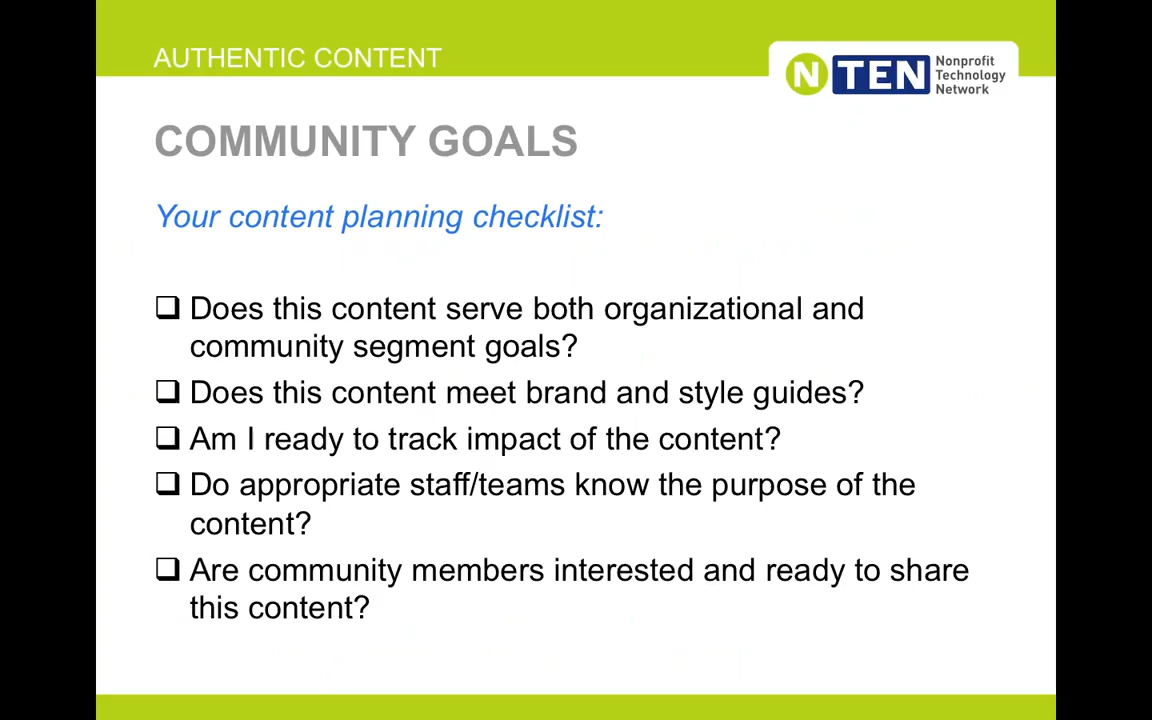 AUTHENTIC CONTENT
N TEN
Nonprofit
Technology
Network
COMMUNITY GOALS
Your content planning checklist:
❑ Does this content serve both organizational and
community segment goals?
❑ Does this content meet brand and style guides?
❑ Am I ready to track impact of the content?
❑ Do appropriate staff/teams know the purpose of the
content?
❑ Are community members interested and ready to share
this content?